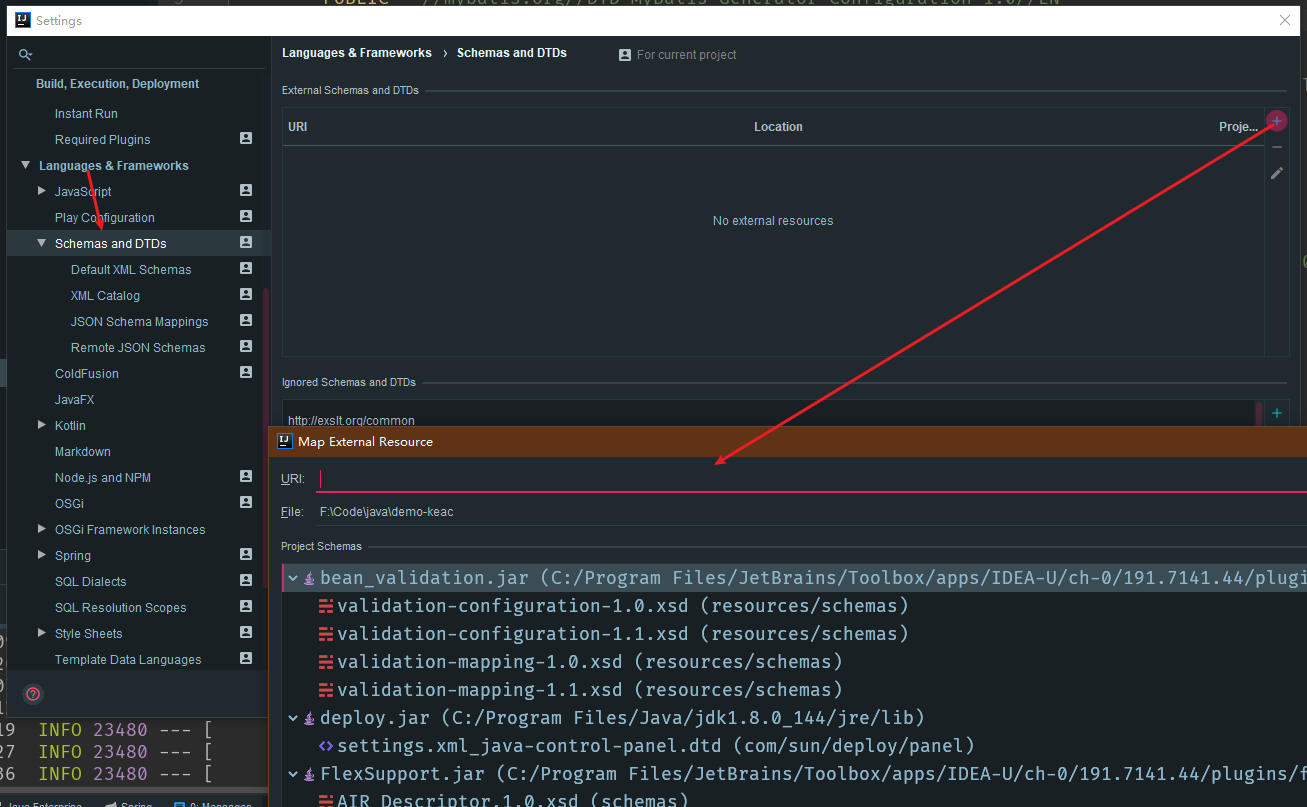 PUBLIC "-//mybatis.org//DTD MyBatis Generator Configuration 1.0//EN"
Settings
Languages & Frameworks › Schemas and DTDs
For current project
Build, Execution, Deployment
Instant Run
Required Plugins
Languages & Frameworks
JavaScript
Play Configuration
Schemas and DTDs
Default XML Schemas
XML Catalog
JSON Schema Mappings
Remote JSON Schemas
ColdFusion
JavaFX
Kotlin
Markdown
Node.js and NPM
OSGi
OSGi Framework Instances
Spring
SQL Dialects
SQL Resolution Scopes
Style Sheets
Template Data Languages
External Schemas and DTDs
URI Location Proje...
No external resources
Ignored Schemas and DTDs
http://exslt.org/common
Map External Resource
URI:
File: F:\Code\java\demo-keac
Project Schemas
bean_validation.jar (C:/Program Files/JetBrains/Toolbox/apps/IDEA-U/ch-0/191.7141.44/plugi
validation-configuration-1.0.xsd (resources/schemas)
validation-configuration-1.1.xsd (resources/schemas)
validation-mapping-1.0.xsd (resources/schemas)
validation-mapping-1.1.xsd (resources/schemas)
deploy.jar (C:/Program Files/Java/jdk1.8.0_144/jre/lib)
settings.xml_java-control-panel.dtd (com/sun/deploy/panel)
FlexSupport.jar (C:/Program Files/JetBrains/Toolbox/apps/IDEA-U/ch-0/191.7141.44/plugins/f
AIR Descriptor.1.0.xsd (schemas)
19 INFO 23480 --- [
27 INFO 23480 --- [
36 INFO 23480 --- [
Java Enterprise Spring 0: Messages